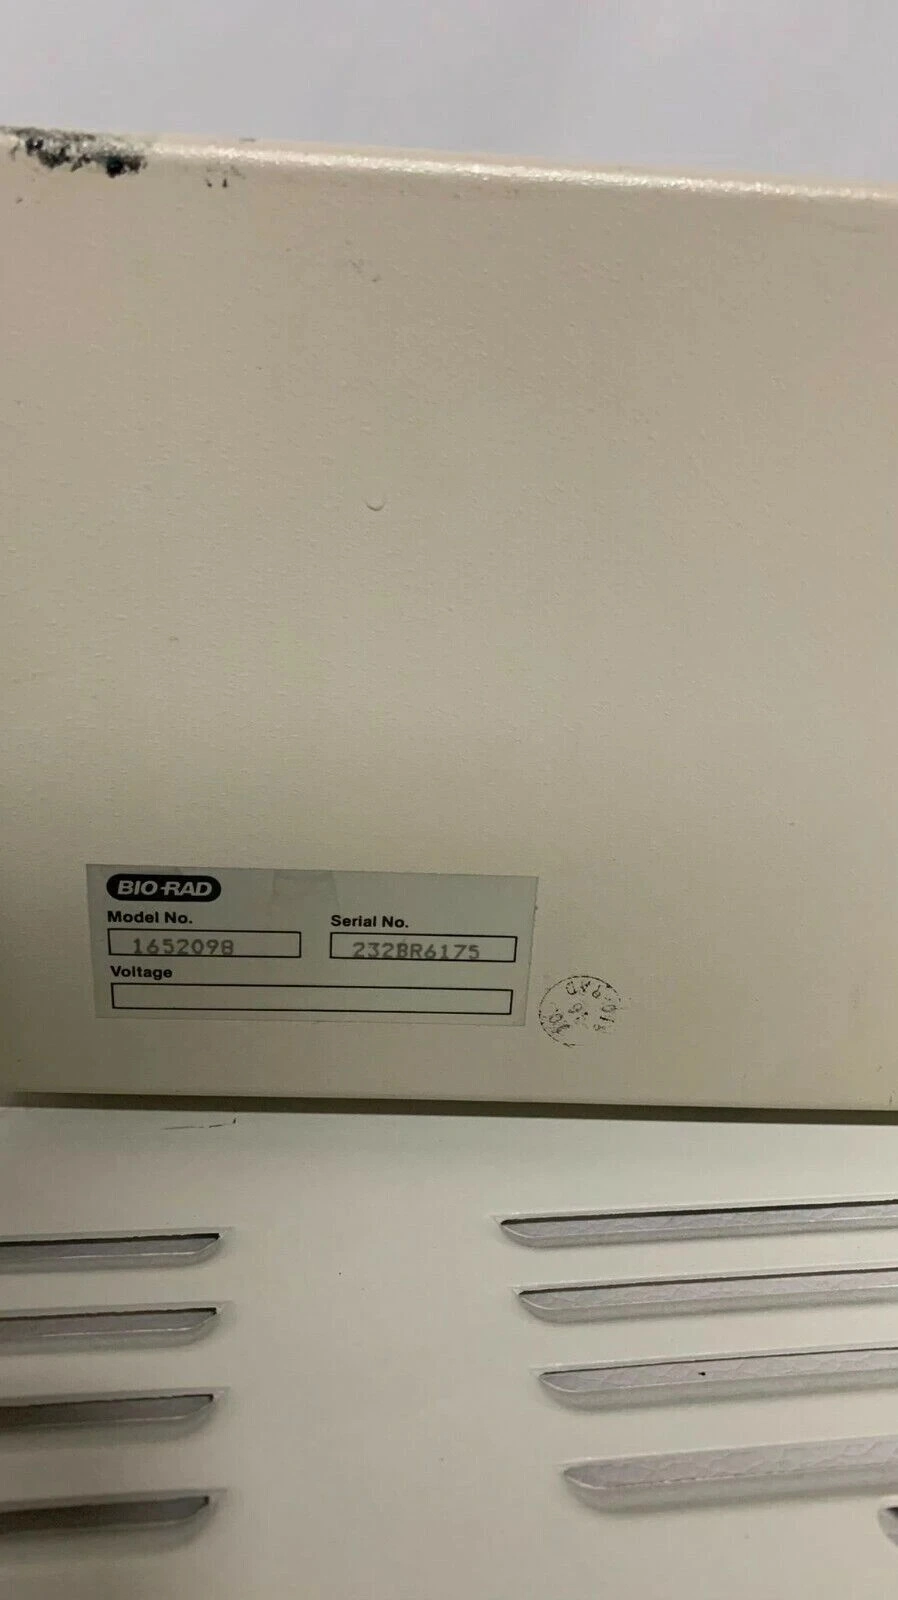 BIO-RAD
Model No. Serial No.
1652098 232BR6175
Voltage